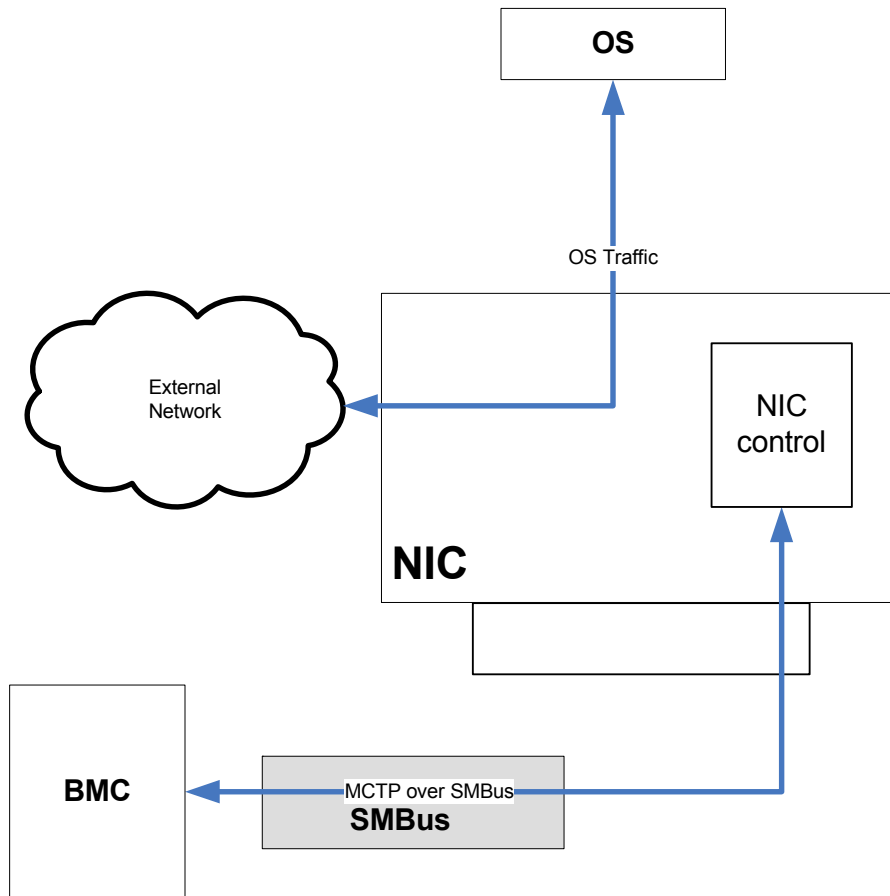 OS
OS Traffic
External
Network
NIC
control
NIC
BMC
MCTP over SMBus
SMBus